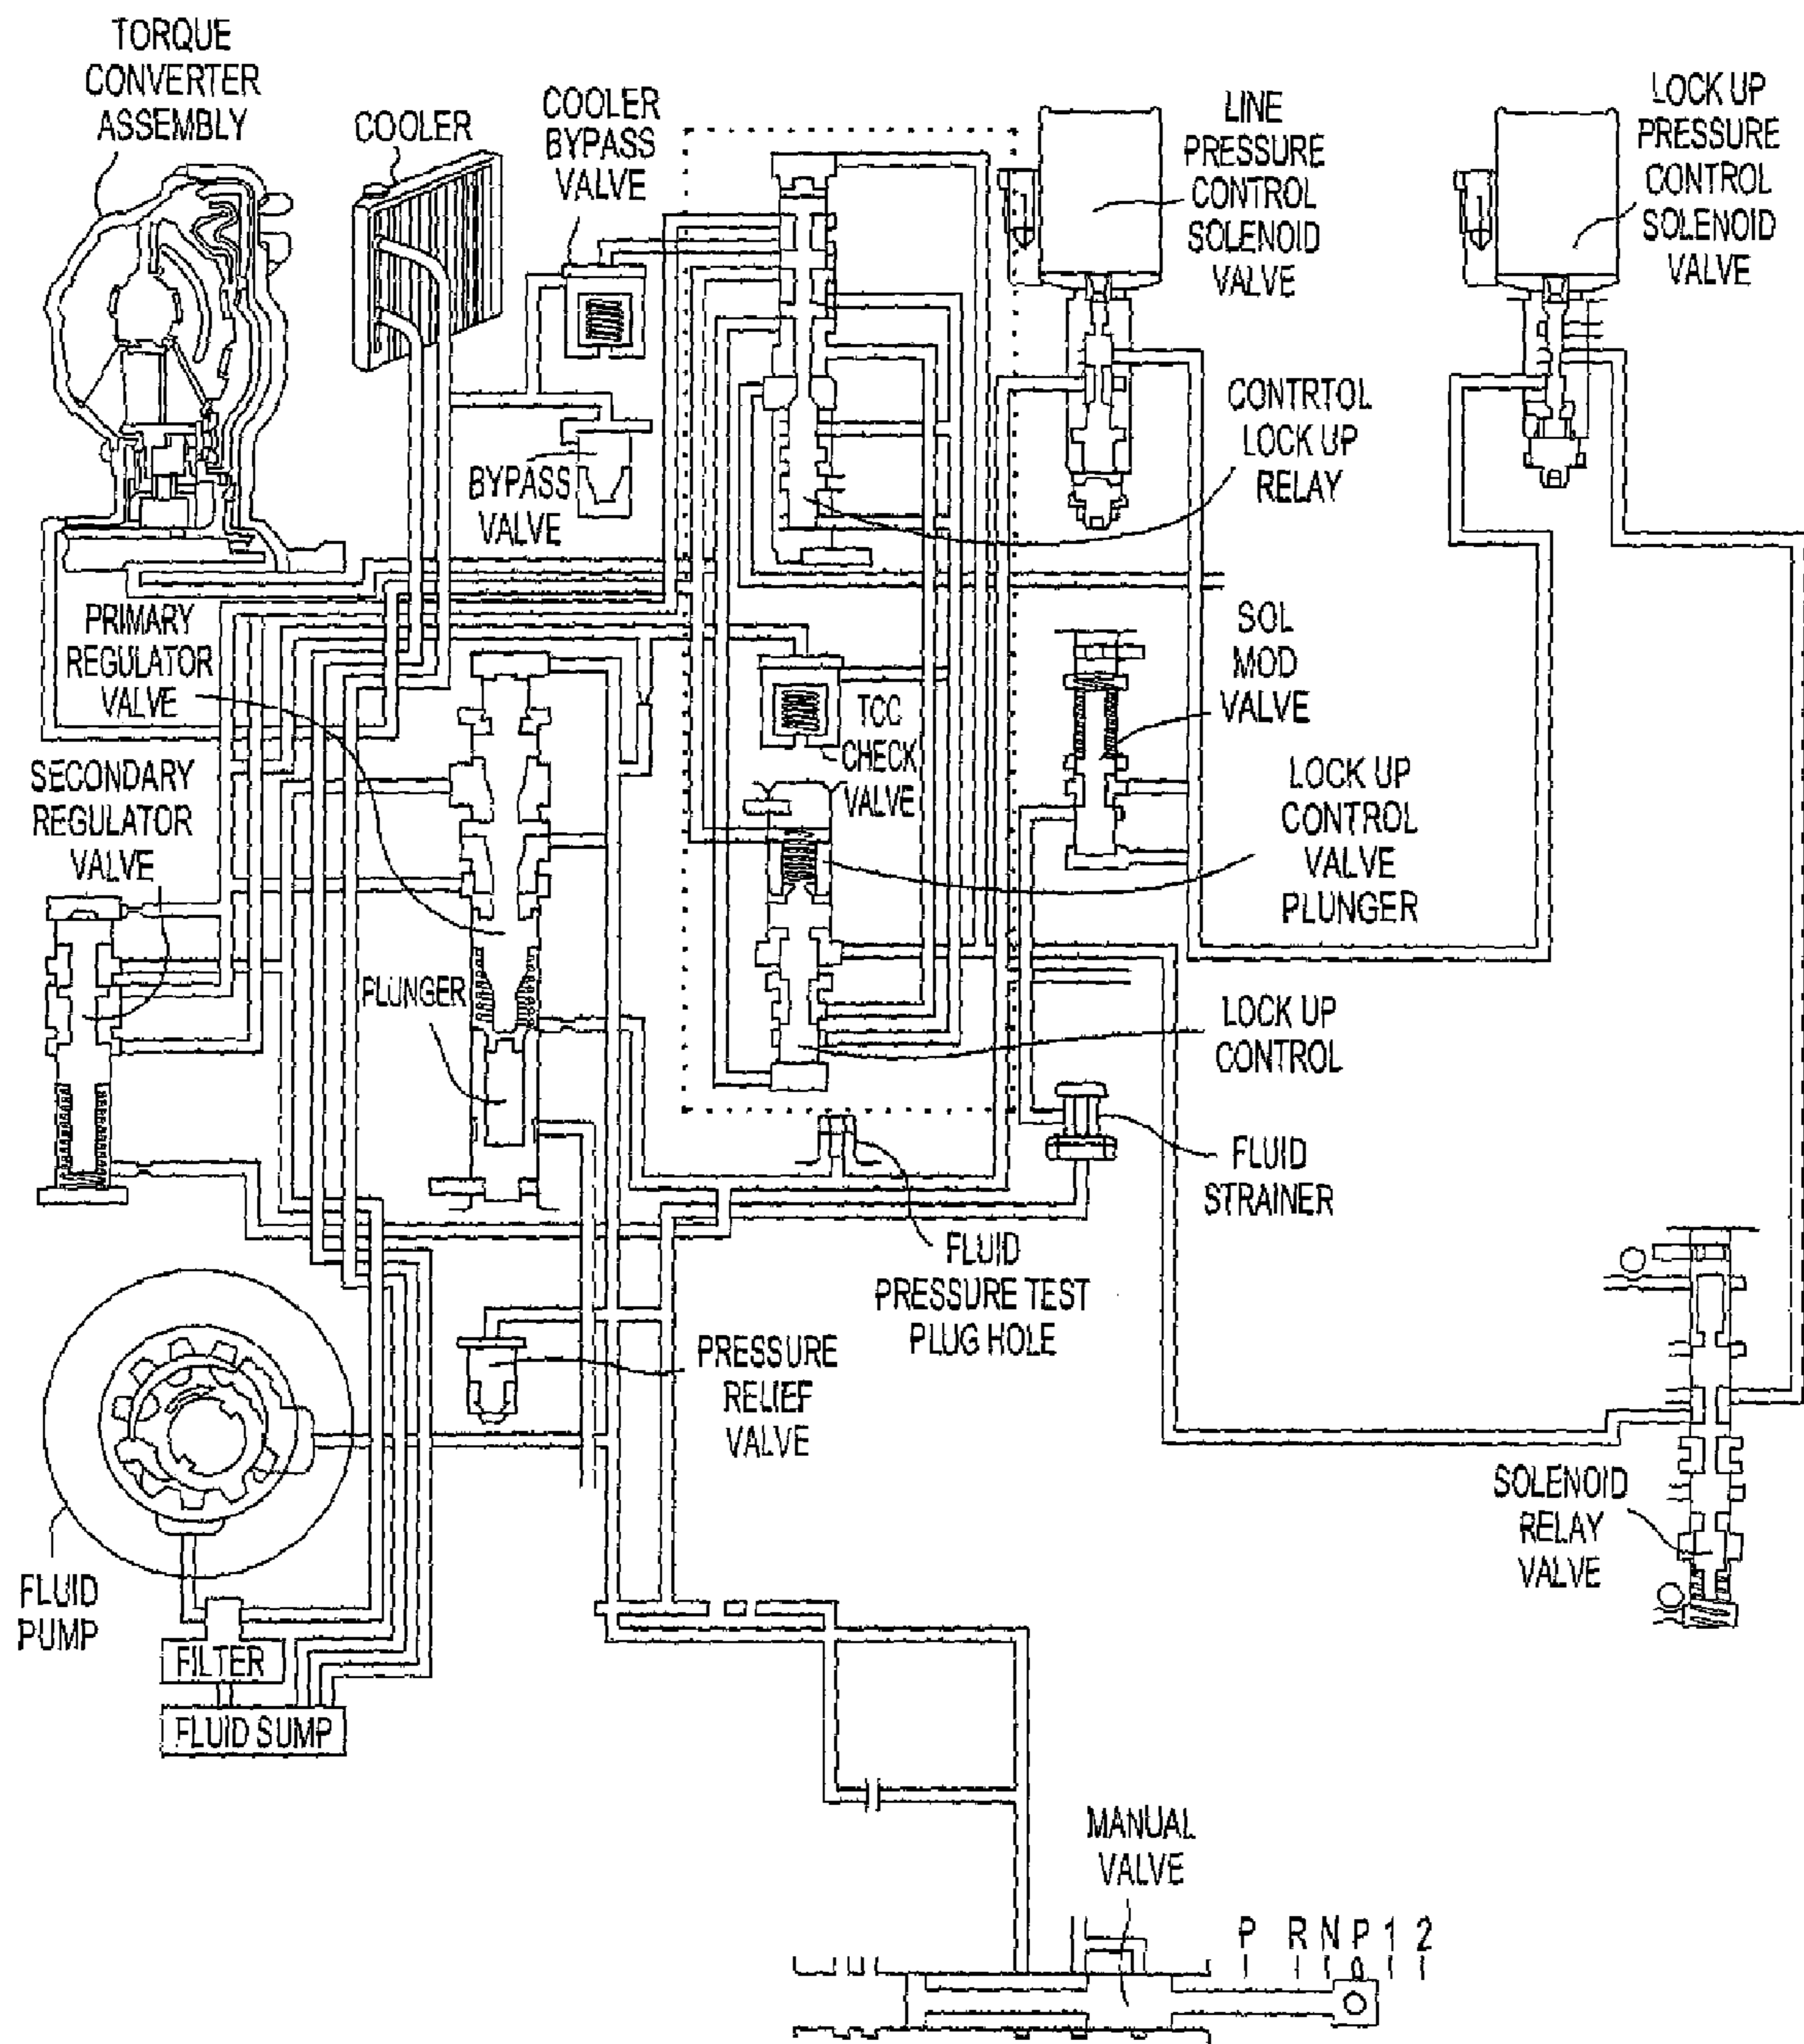 TORQUE
CONVERTER
ASSEMBLY
COOLER
COOLER
BYPASS
VALVE
LINE
PRESSURE
CONTROL
SOLENOID
VALVE
LOCK UP
PRESSURE
CONTROL
SOLENOID
VALVE
BYPASS
VALVE
CONTRTOL
LOCK UP
RELAY
PRIMARY
REGULATOR
VALVE
SOL
MOD
VALVE
TCC
CHECK
VALVE
SECONDARY
REGULATOR
VALVE
LOCK UP
CONTROL
VALVE
PLUNGER
PLUNGER
LOCK UP
CONTROL
FLUID
STRAINER
FLUID
PRESSURE TEST
PLUG HOLE
PRESSURE
RELIEF
VALVE
SOLENOID
RELAY
VALVE
FLUID
PUMP
FILTER
FLUID SUMP
MANUAL
VALVE
P R N P 1 2